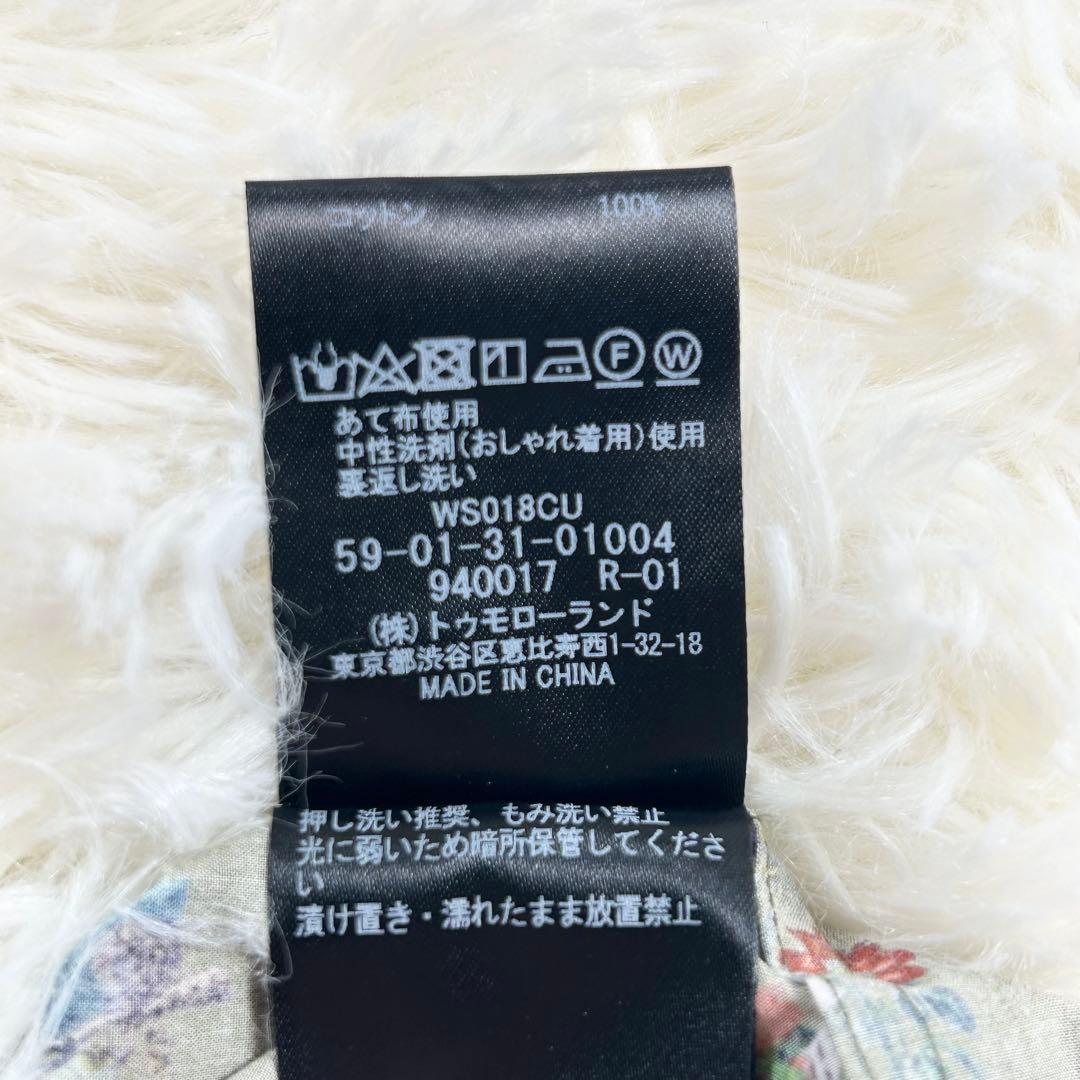 コットン 100%
F W
あて布使用
中性洗剤(おしゃれ着用)使用
裏返し洗い
WS018CU
59-01-31-01004
940017 R-01
(株)トゥモローランド
東京都渋谷区恵比寿西1-32-18
MADE IN CHINA
押し洗い推奨、もみ洗い禁止
光に弱いため暗所保管してくださ
い
漬け置き・濡れたまま放置禁止